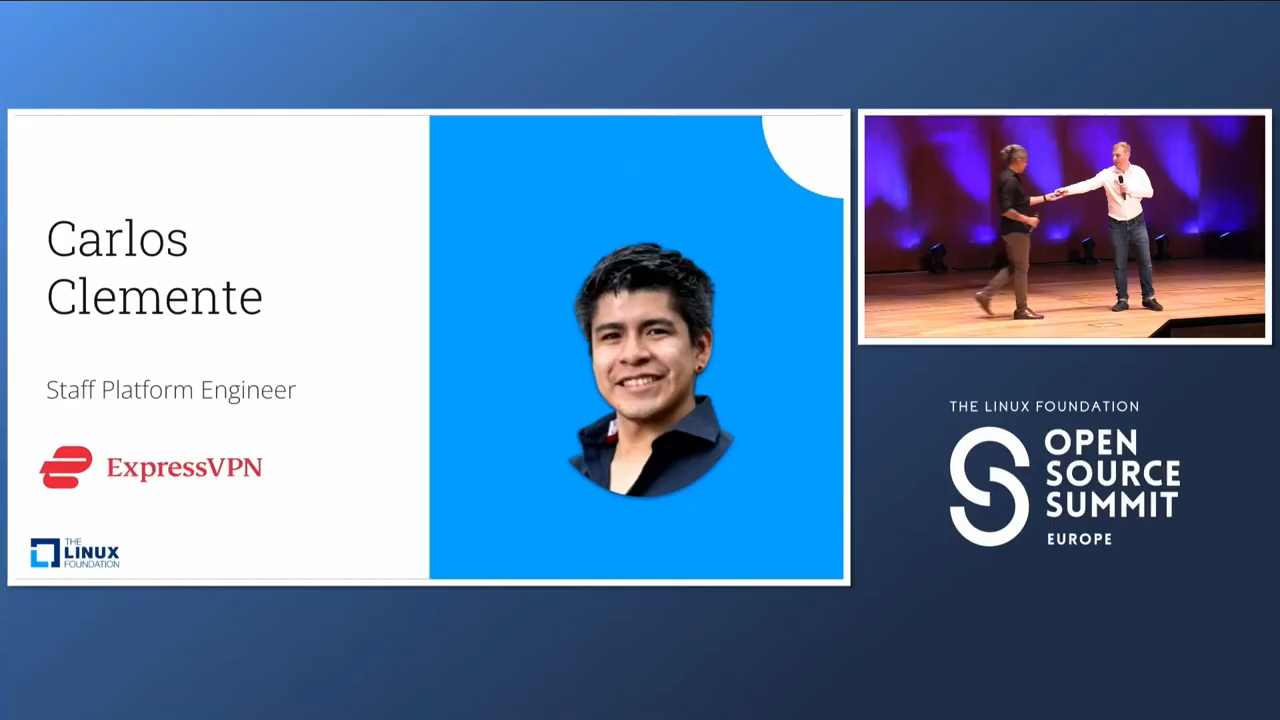 Carlos
Clemente
Staff Platform Engineer
ExpressVPN
THE
LINUX
FOUNDATION
THE LINUX FOUNDATION
OPEN
SOURCE
SUMMIT
EUROPE